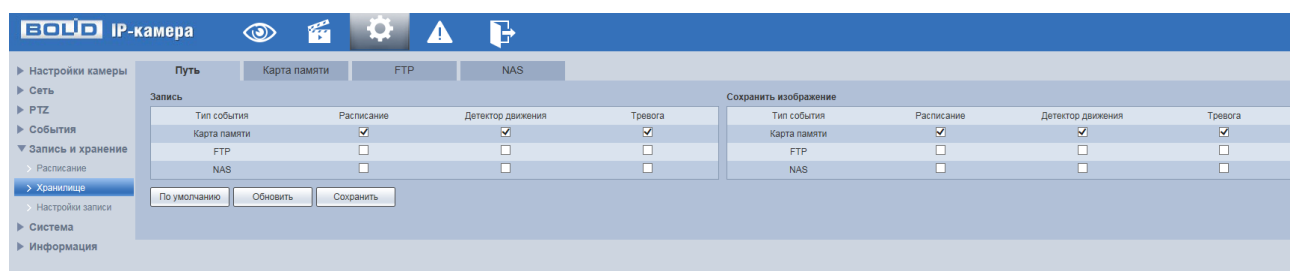 BOLID IP-камера
Настройки камеры
Сеть
PTZ
События
Запись и хранение
Расписание
Хранилище
Настройки записи
Система
Информация
Путь Карта памяти FTP NAS
Запись
Тип события Расписание Детектор движения Тревога
Карта памяти
FTP
NAS
Сохранить изображение
Тип события Расписание Детектор движения Тревога
Карта памяти
FTP
NAS
По умолчанию Обновить Сохранить